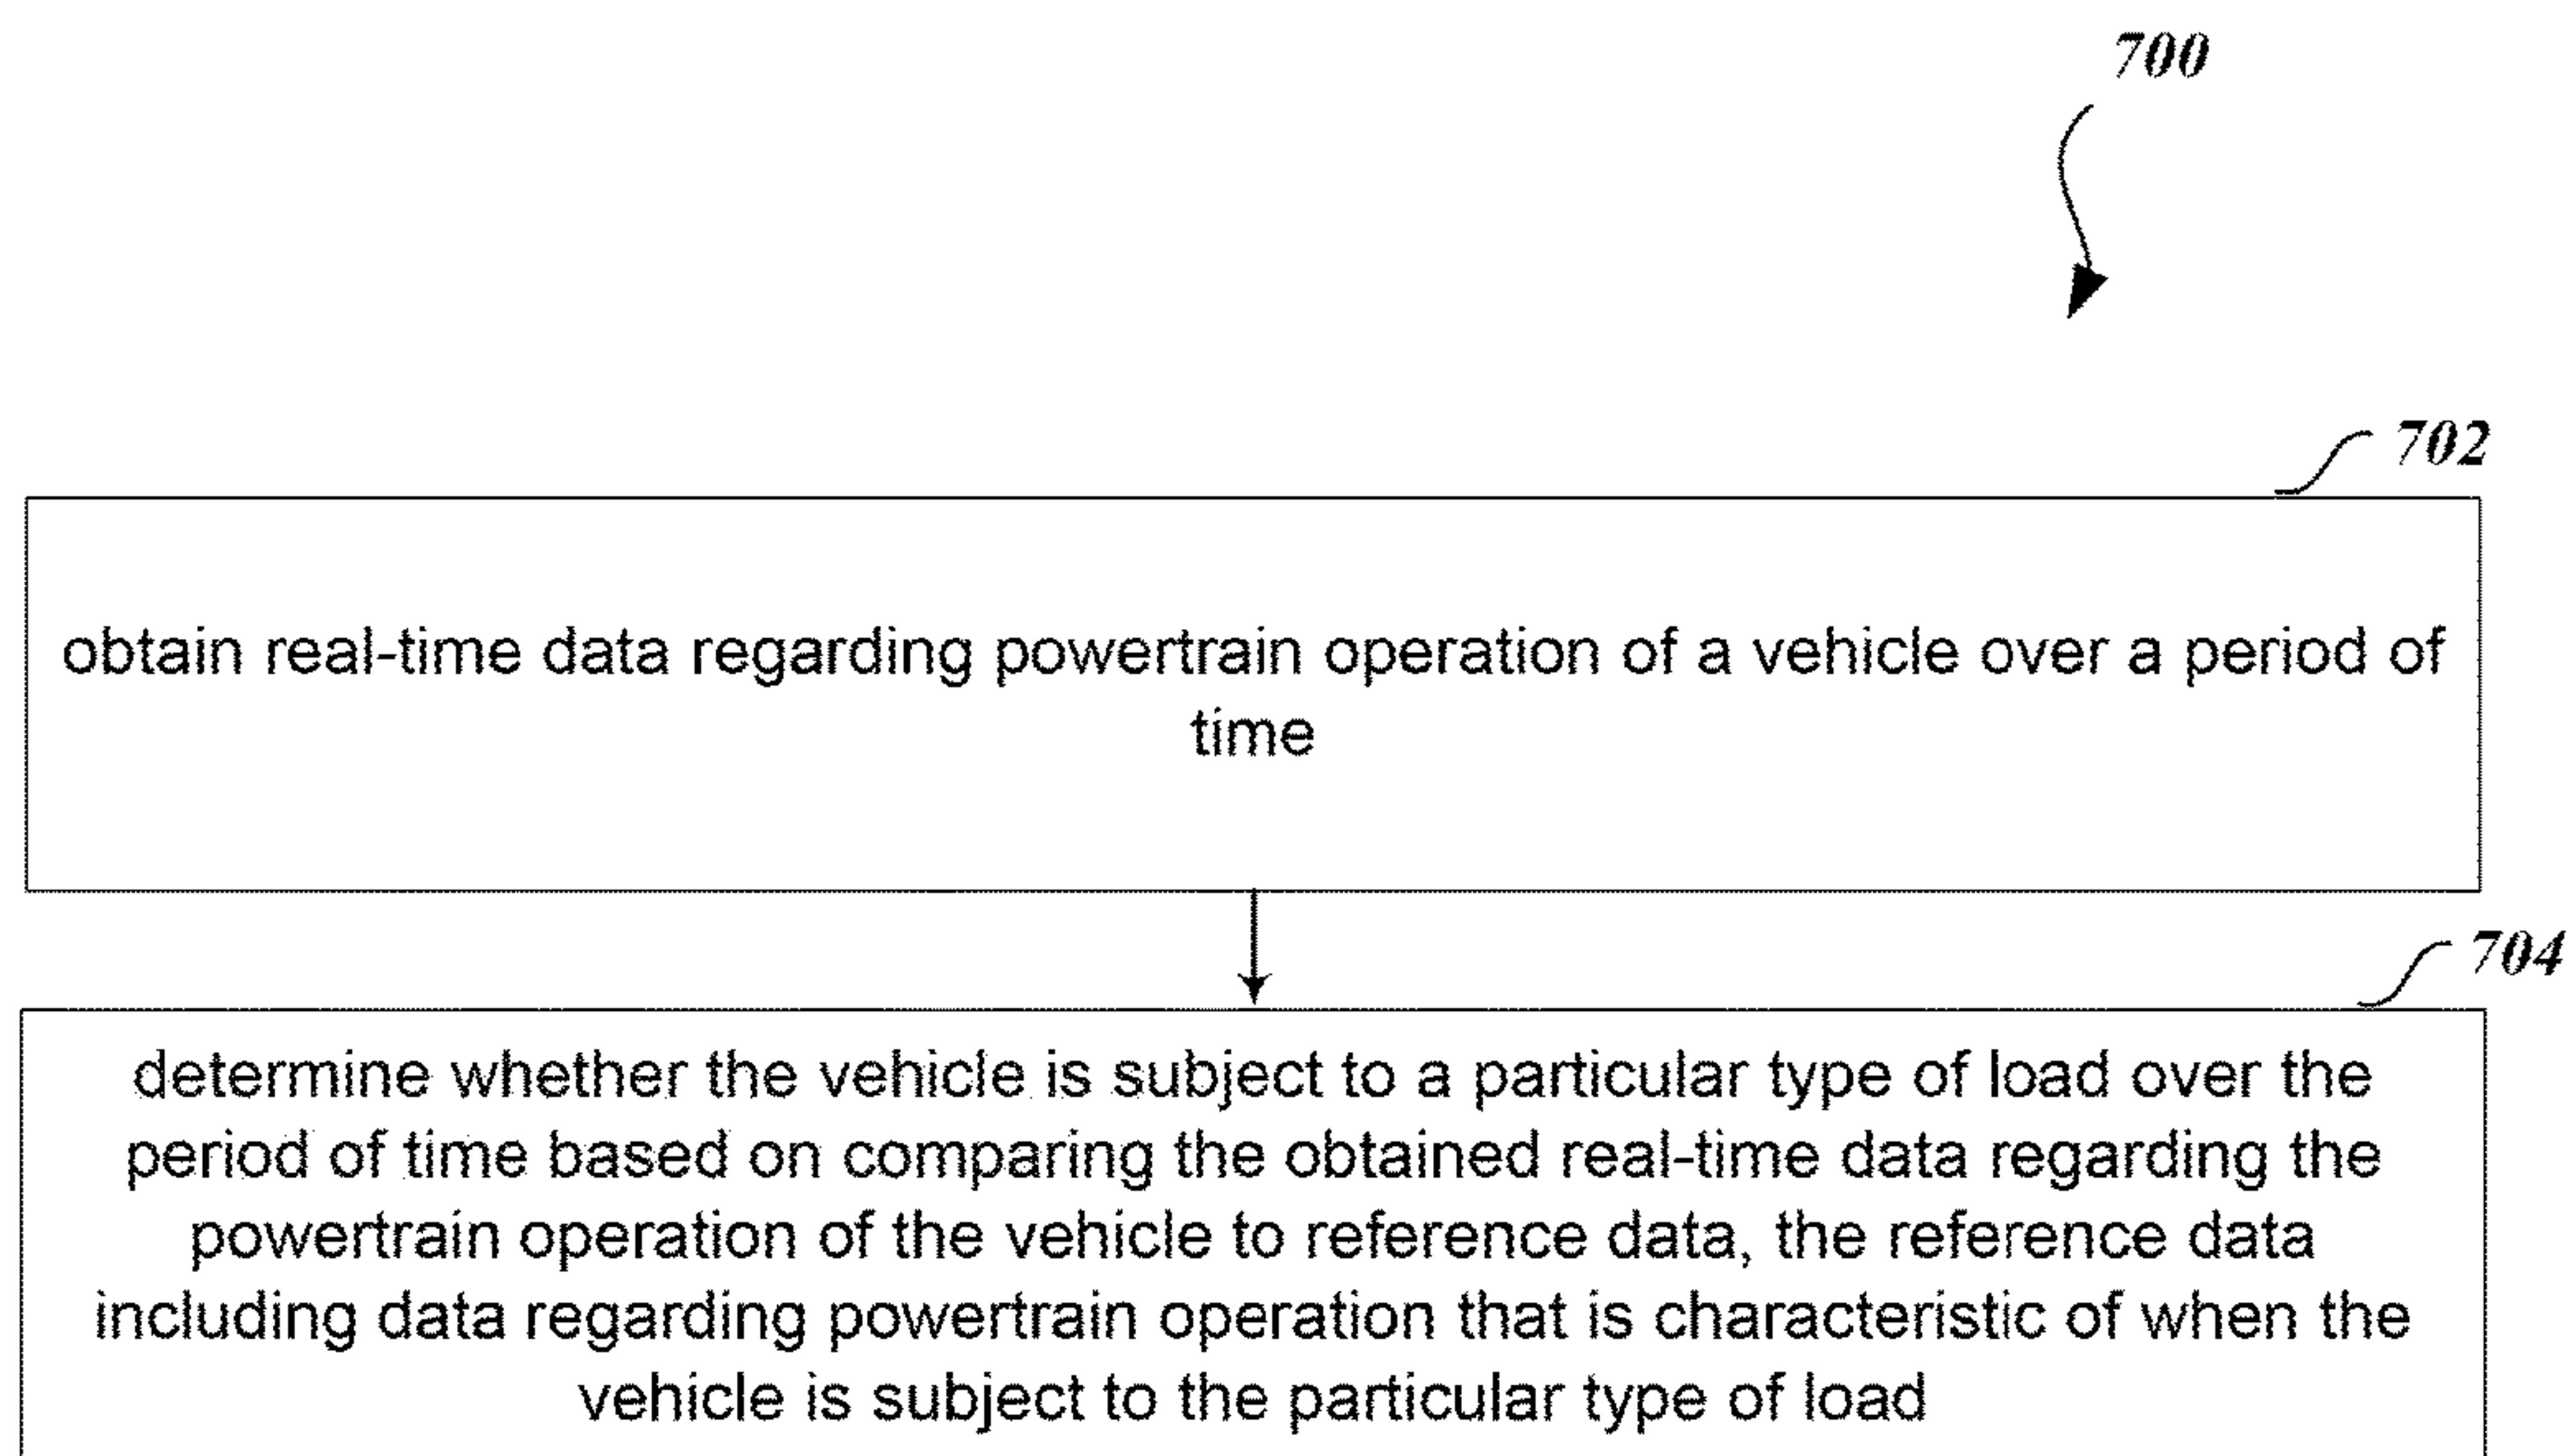 700
702
obtain real-time data regarding powertrain operation of a vehicle over a period of
time
704
determine whether the vehicle is subject to a particular type of load over the
period of time based on comparing the obtained real-time data regarding the
powertrain operation of the vehicle to reference data, the reference data
including data regarding powertrain operation that is characteristic of when the
vehicle is subject to the particular type of load